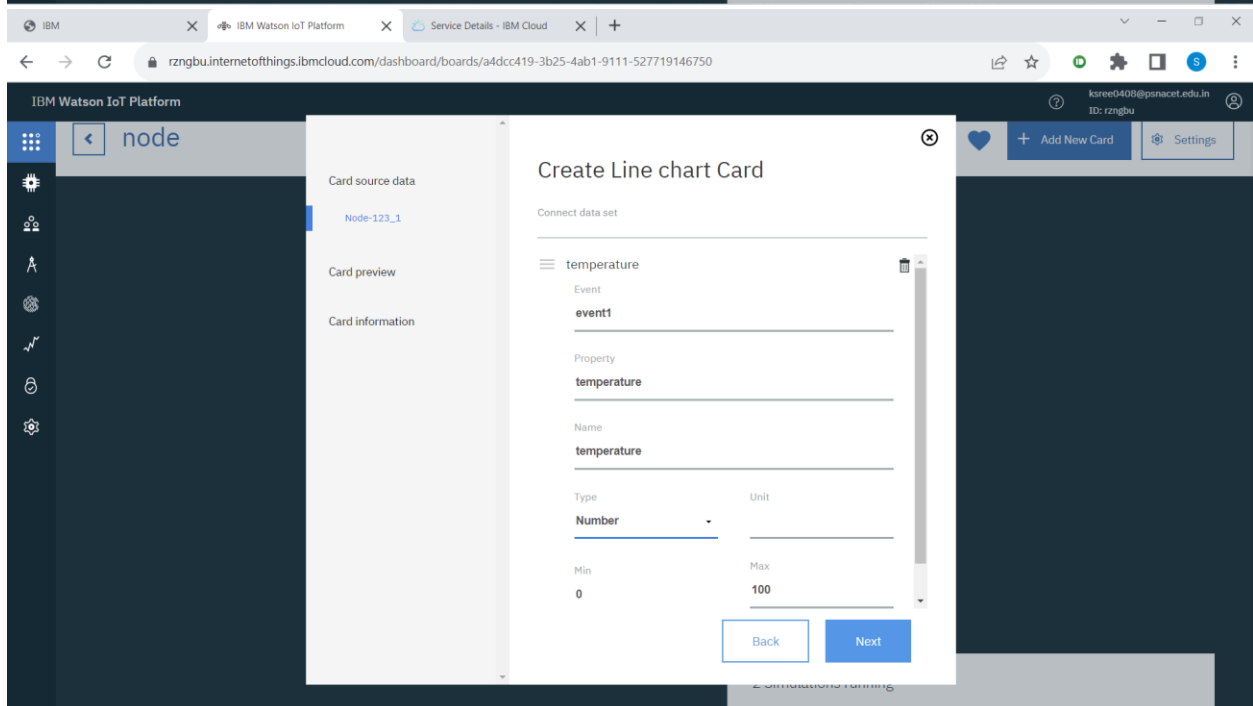 IBM
IBM Watson IoT Platform
Service Details - IBM Cloud
rzngbu.internetofthings.ibmcloud.com/dashboard/boards/a4dcc419-3b25-4ab1-9111-527719146750
S
IBM Watson IoT Platform
ksree0408@psnacet.edu.in
ID: rzngbu
node
Add New Card
Settings
Card source data
Node-123_1
Card preview
Card information
Create Line chart Card
Connect data set
temperature
Event
event1
Property
temperature
Name
temperature
Type
Unit
Number
Min
Max
0
100
Back
Next
2 Simulations running